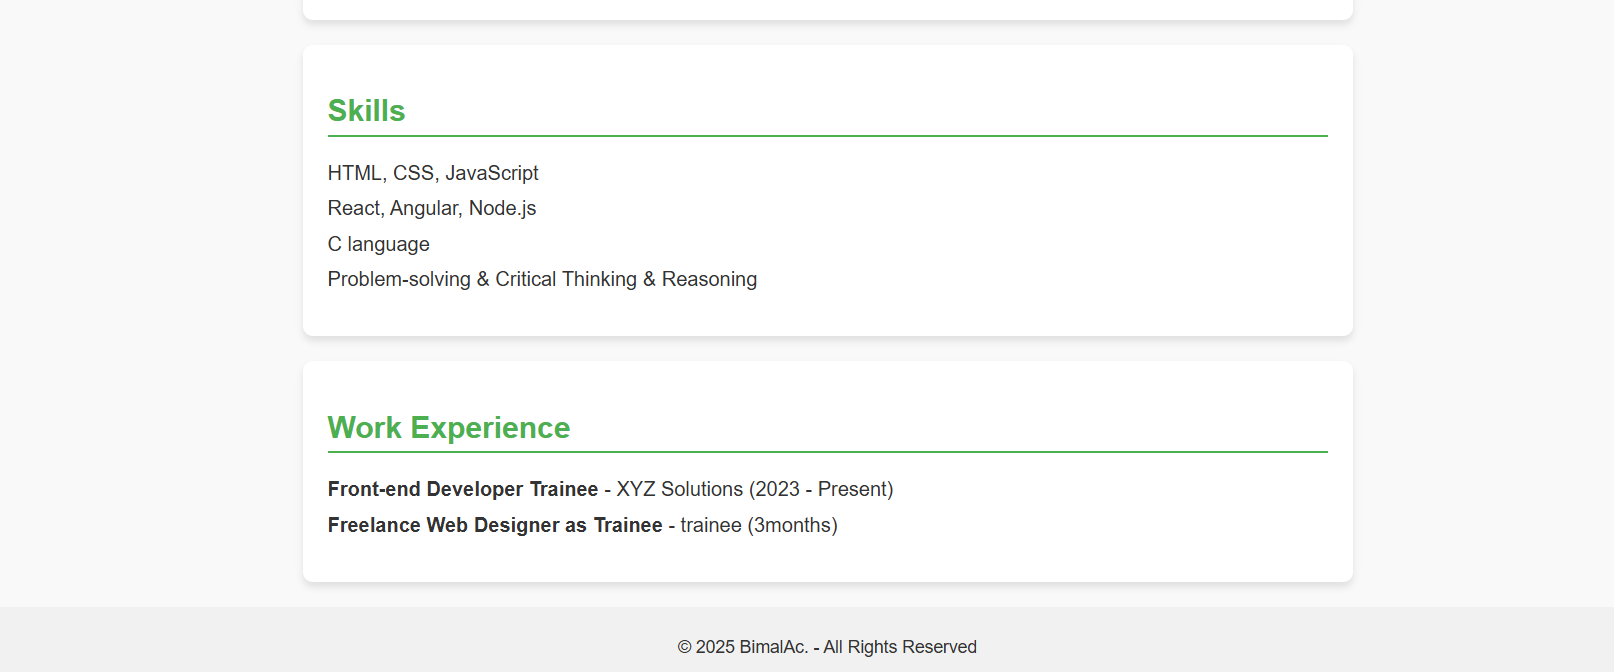 Skills
HTML, CSS, JavaScript
React, Angular, Node.js
C language
Problem-solving & Critical Thinking & Reasoning
Work Experience
Front-end Developer Trainee - XYZ Solutions (2023 - Present)
Freelance Web Designer as Trainee - trainee (3months)
© 2025 BimalAc. - All Rights Reserved